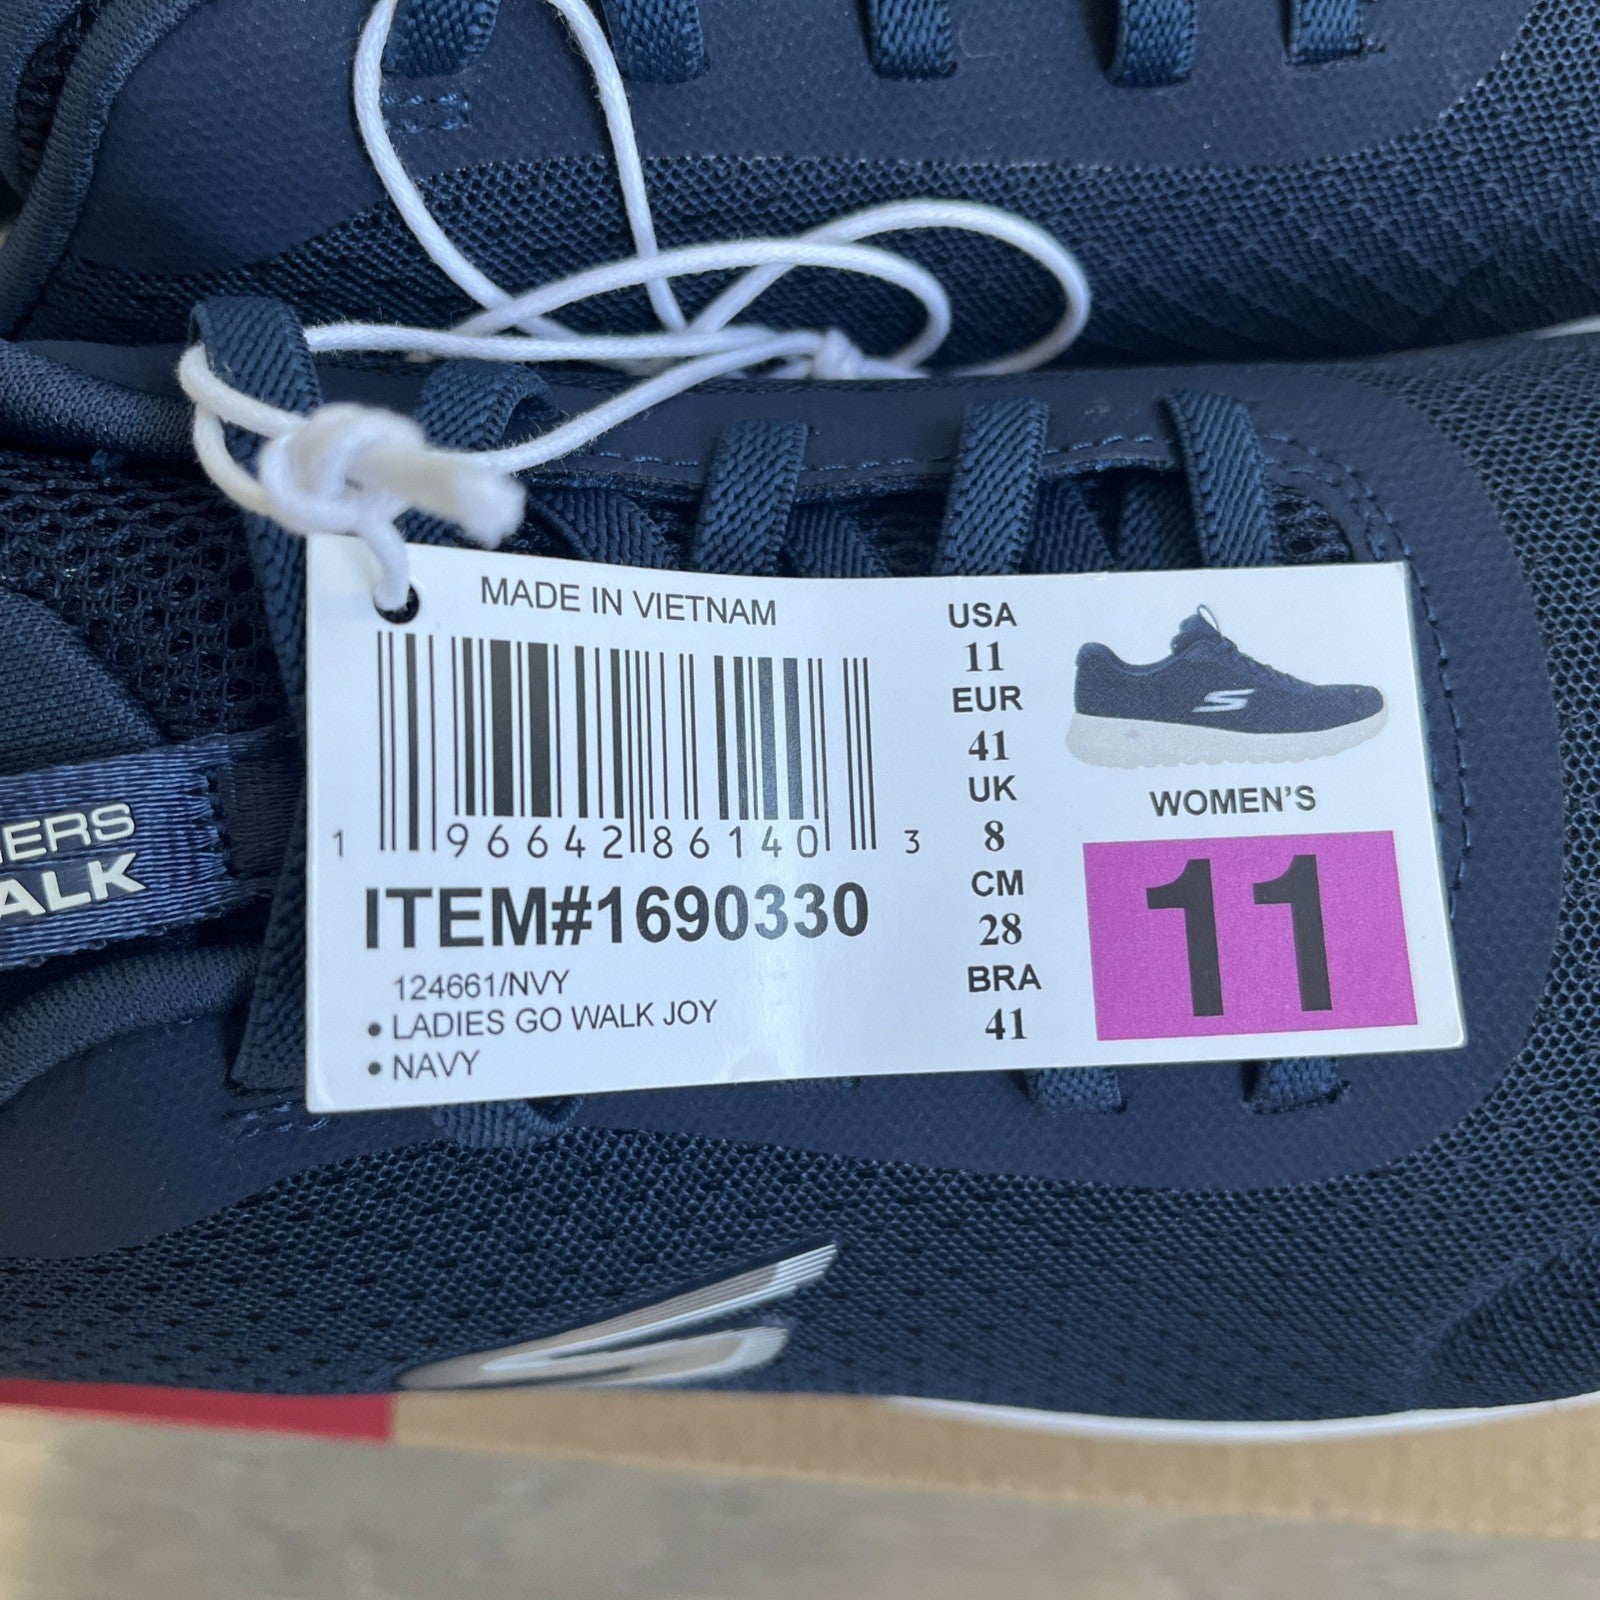 MADE IN VIETNAM
1 96642 86140 3
ITEM#1690330
124661/NVY
• LADIES GO WALK JOY
• NAVY
USA
11
EUR
41
UK
8
CM
28
BRA
41
S
WOMEN'S
11
ERS
ALK